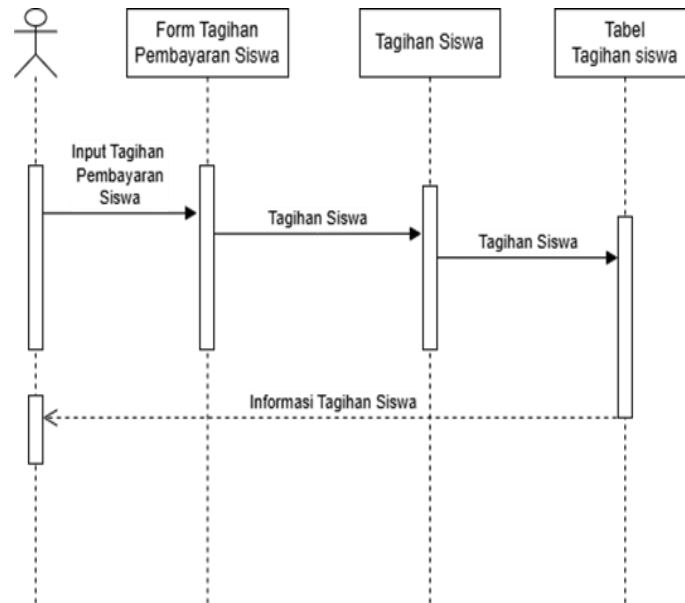 Form Tagihan
Pembayaran Siswa
Tagihan Siswa
Tabel
Tagihan siswa
Input Tagihan
Pembayaran
Siswa
Tagihan Siswa
Tagihan Siswa
Informasi Tagihan Siswa